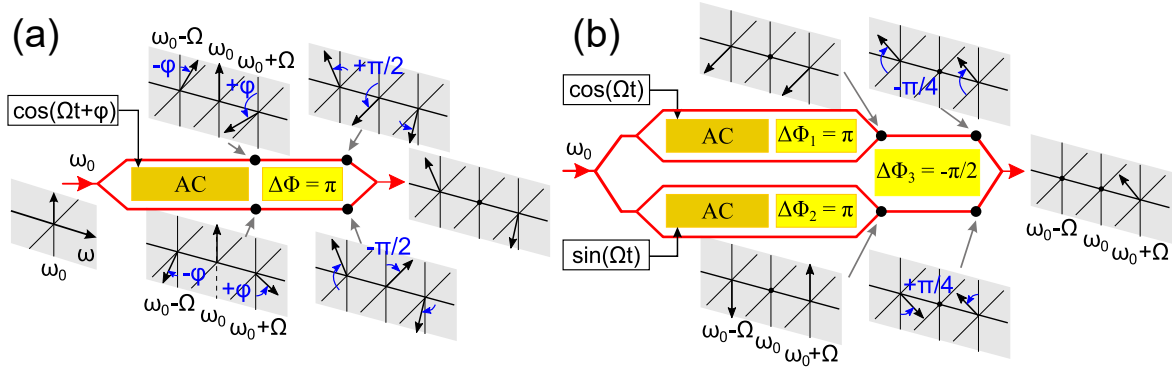 (a)
ω₀-Ω
ω₀
ω₀+Ω
-φ
+φ
+π/2
cos(Ωt+φ)
ω₀
AC
ΔΦ = π
ω
ω₀
-φ
+φ
-π/2
ω₀-Ω
ω₀
ω₀+Ω
(b)
-π/4
cos(Ωt)
AC
ΔΦ₁ = π
ω₀
ΔΦ₃ = -π/2
AC
ΔΦ₂ = π
sin(Ωt)
+π/4
ω₀-Ω
ω₀
ω₀+Ω
ω₀-Ω
ω₀
ω₀+Ω